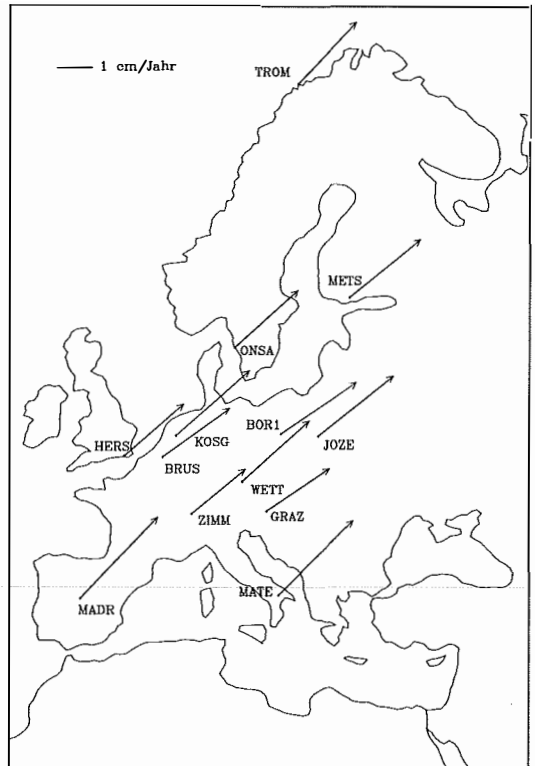 1 cm/Jahr
TROM
METS
ONSA
BOR1
HERS
KOSG
JOZE
BRUS
WETT
ZIMM
GRAZ
MATE
MADR